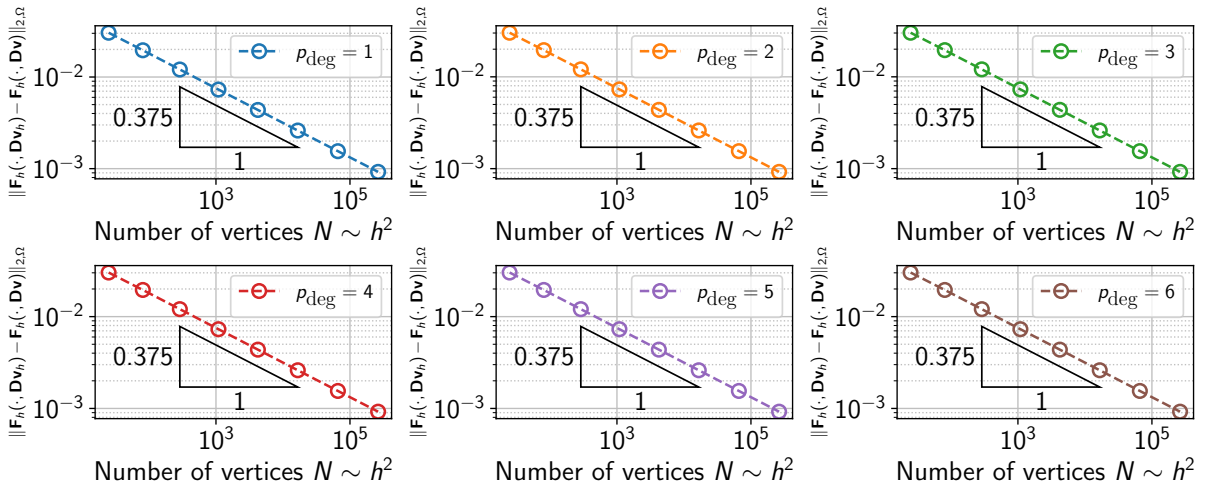 ‖F_h(·, Dv_h) − F_h(·, Dv)‖_{2,Ω}
10^{−2}
10^{−3}
p_deg = 1
0.375
1
10^3
10^5
Number of vertices N ∼ h^2
‖F_h(·, Dv_h) − F_h(·, Dv)‖_{2,Ω}
10^{−2}
10^{−3}
p_deg = 2
0.375
1
10^3
10^5
Number of vertices N ∼ h^2
‖F_h(·, Dv_h) − F_h(·, Dv)‖_{2,Ω}
10^{−2}
10^{−3}
p_deg = 3
0.375
1
10^3
10^5
Number of vertices N ∼ h^2
‖F_h(·, Dv_h) − F_h(·, Dv)‖_{2,Ω}
10^{−2}
10^{−3}
p_deg = 4
0.375
1
10^3
10^5
Number of vertices N ∼ h^2
‖F_h(·, Dv_h) − F_h(·, Dv)‖_{2,Ω}
10^{−2}
10^{−3}
p_deg = 5
0.375
1
10^3
10^5
Number of vertices N ∼ h^2
‖F_h(·, Dv_h) − F_h(·, Dv)‖_{2,Ω}
10^{−2}
10^{−3}
p_deg = 6
0.375
1
10^3
10^5
Number of vertices N ∼ h^2